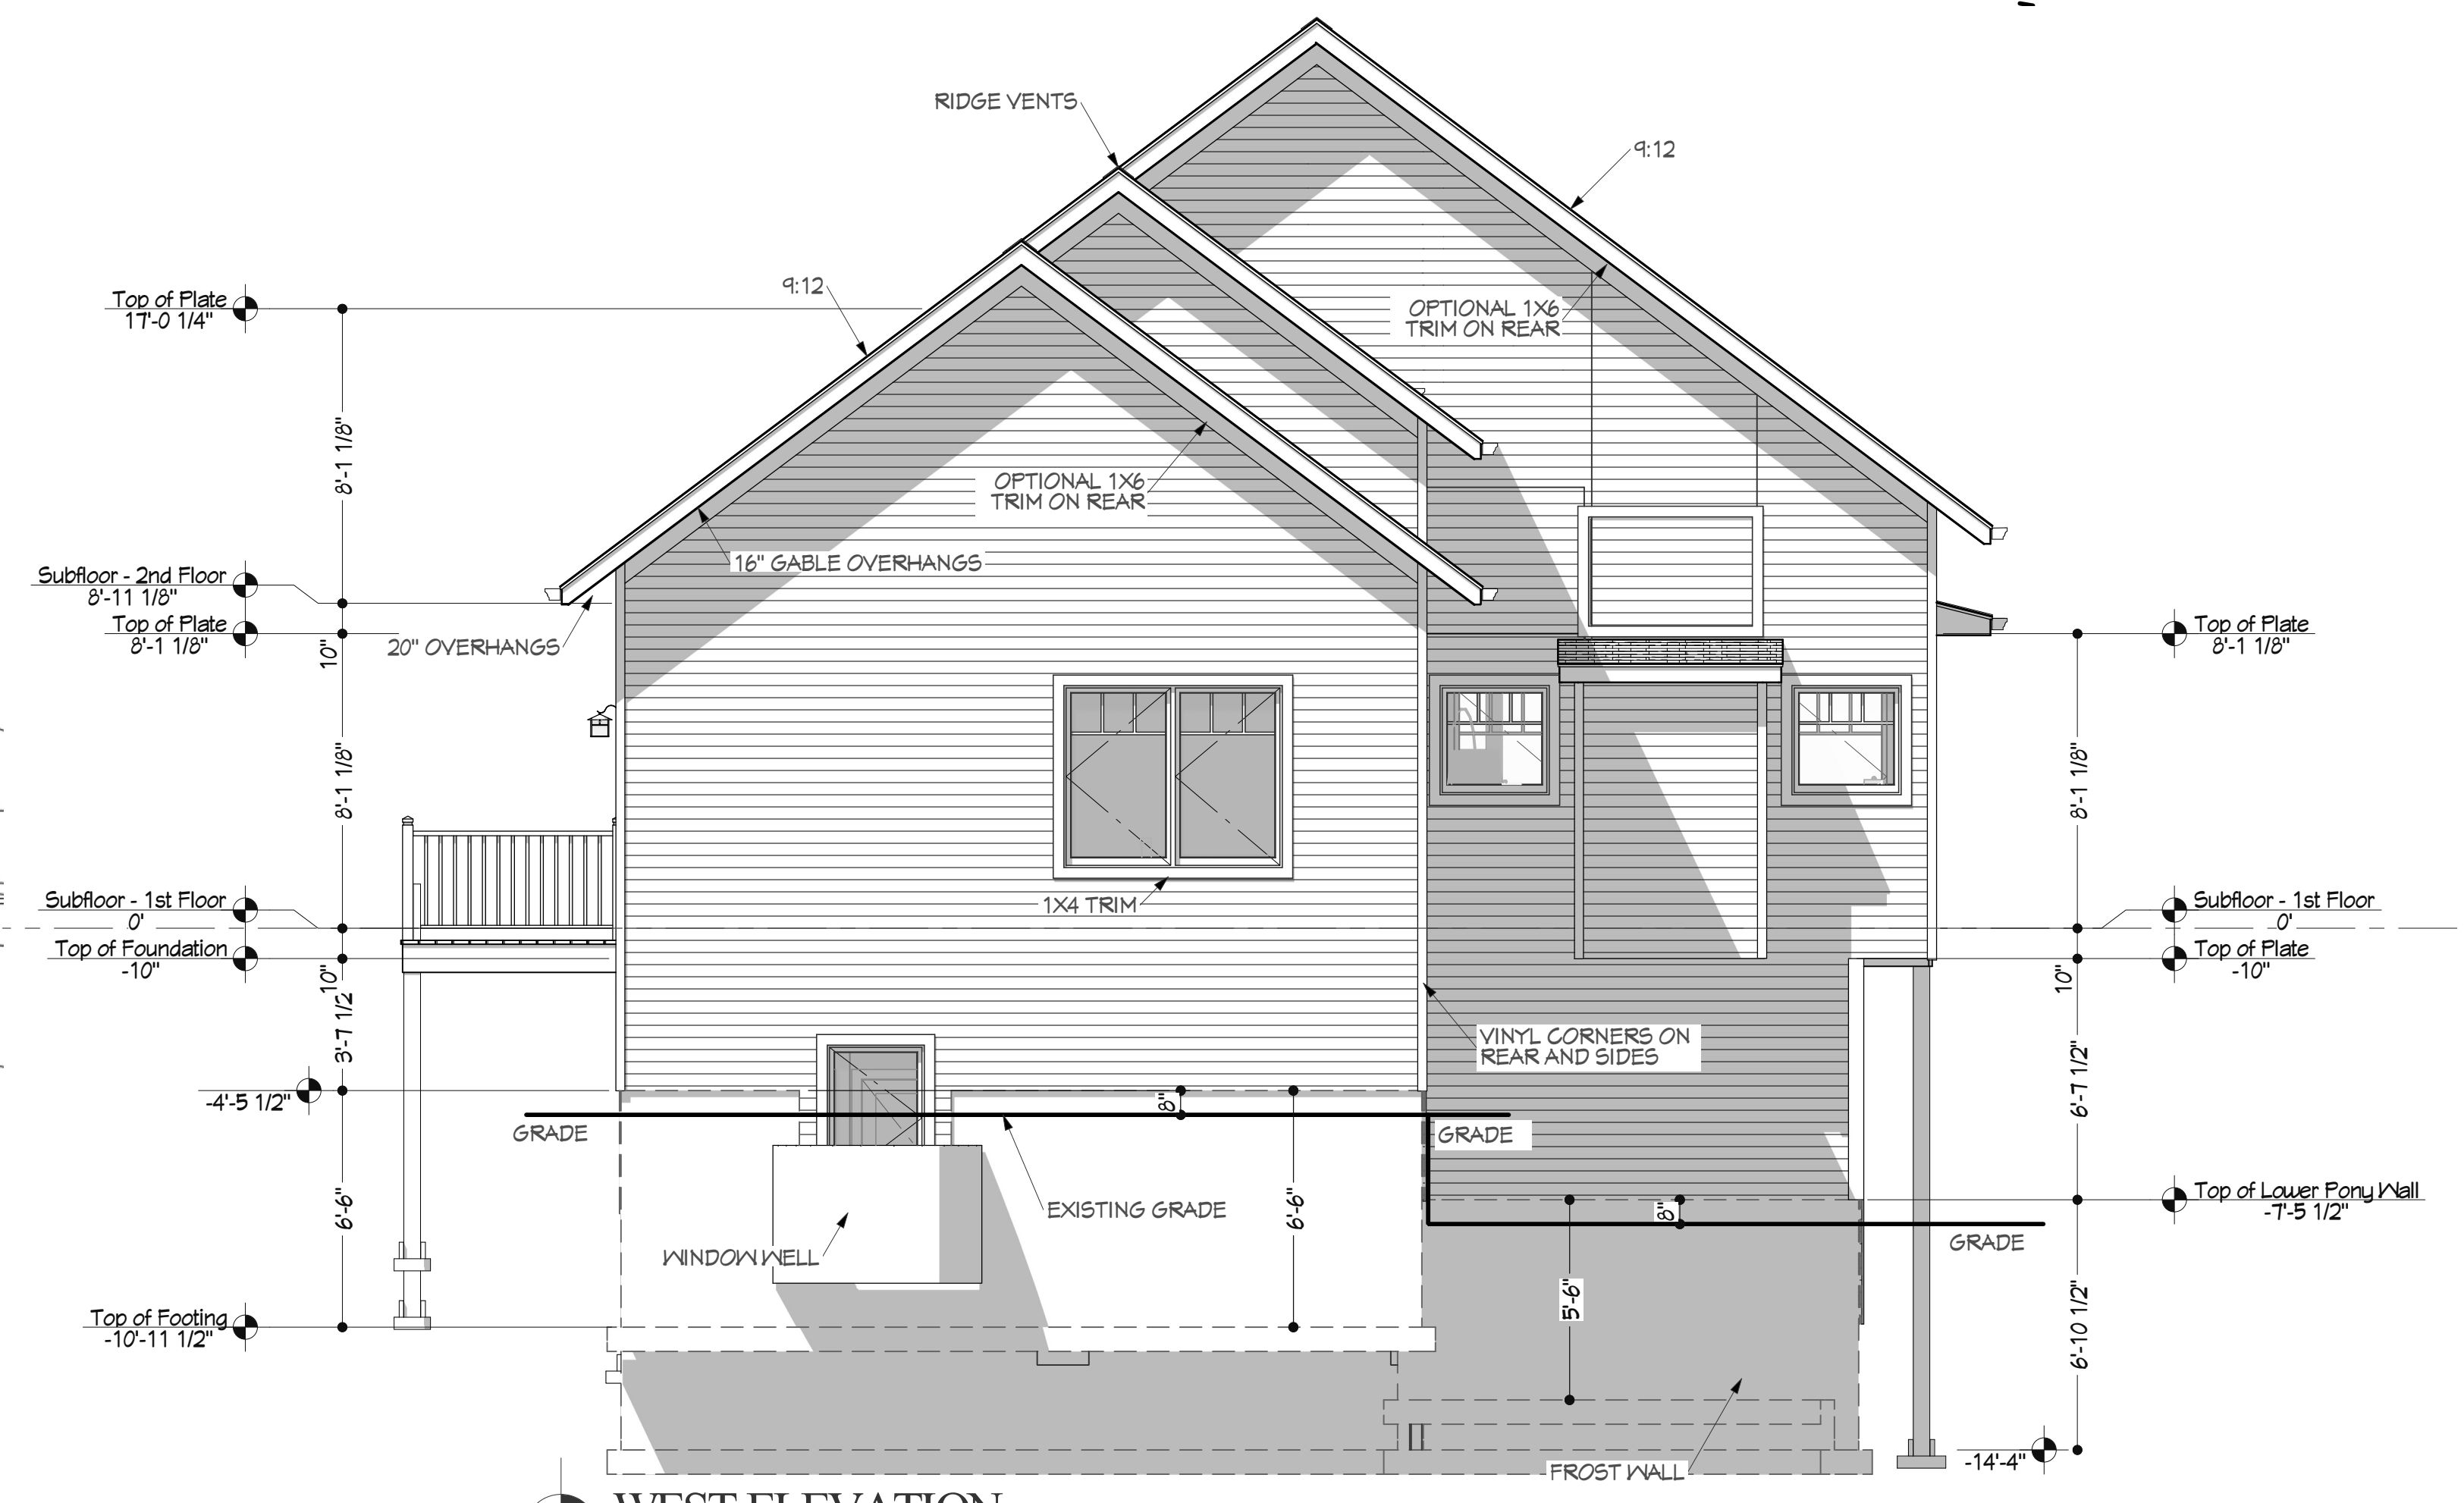 RIDGE VENTS
9:12
9:12
Top of Plate
17'-0 1/4"
OPTIONAL 1X6
TRIM ON REAR
8'-1 1/8"
OPTIONAL 1X6
TRIM ON REAR
16" GABLE OVERHANGS
Subfloor - 2nd Floor
8'-11 1/8"
Top of Plate
8'-1 1/8"
10"
20" OVERHANGS
Top of Plate
8'-1 1/8"
8'-1 1/8"
8'-1 1/8"
1X4 TRIM
Subfloor - 1st Floor
0'
Top of Foundation
-10"
10"
Subfloor - 1st Floor
0'
Top of Plate
-10"
10"
3'-7 1/2
VINYL CORNERS ON
REAR AND SIDES
6'-7 1/2"
-4'-5 1/2"
8"
GRADE
GRADE
EXISTING GRADE
6'-6"
6'-6"
WINDOW WELL
8"
Top of Lower Pony Wall
-7'-5 1/2"
GRADE
5'-6"
Top of Footing
-10'-11 1/2"
6'-10 1/2"
FROST WALL
-14'-4"
WEST ELEVATION